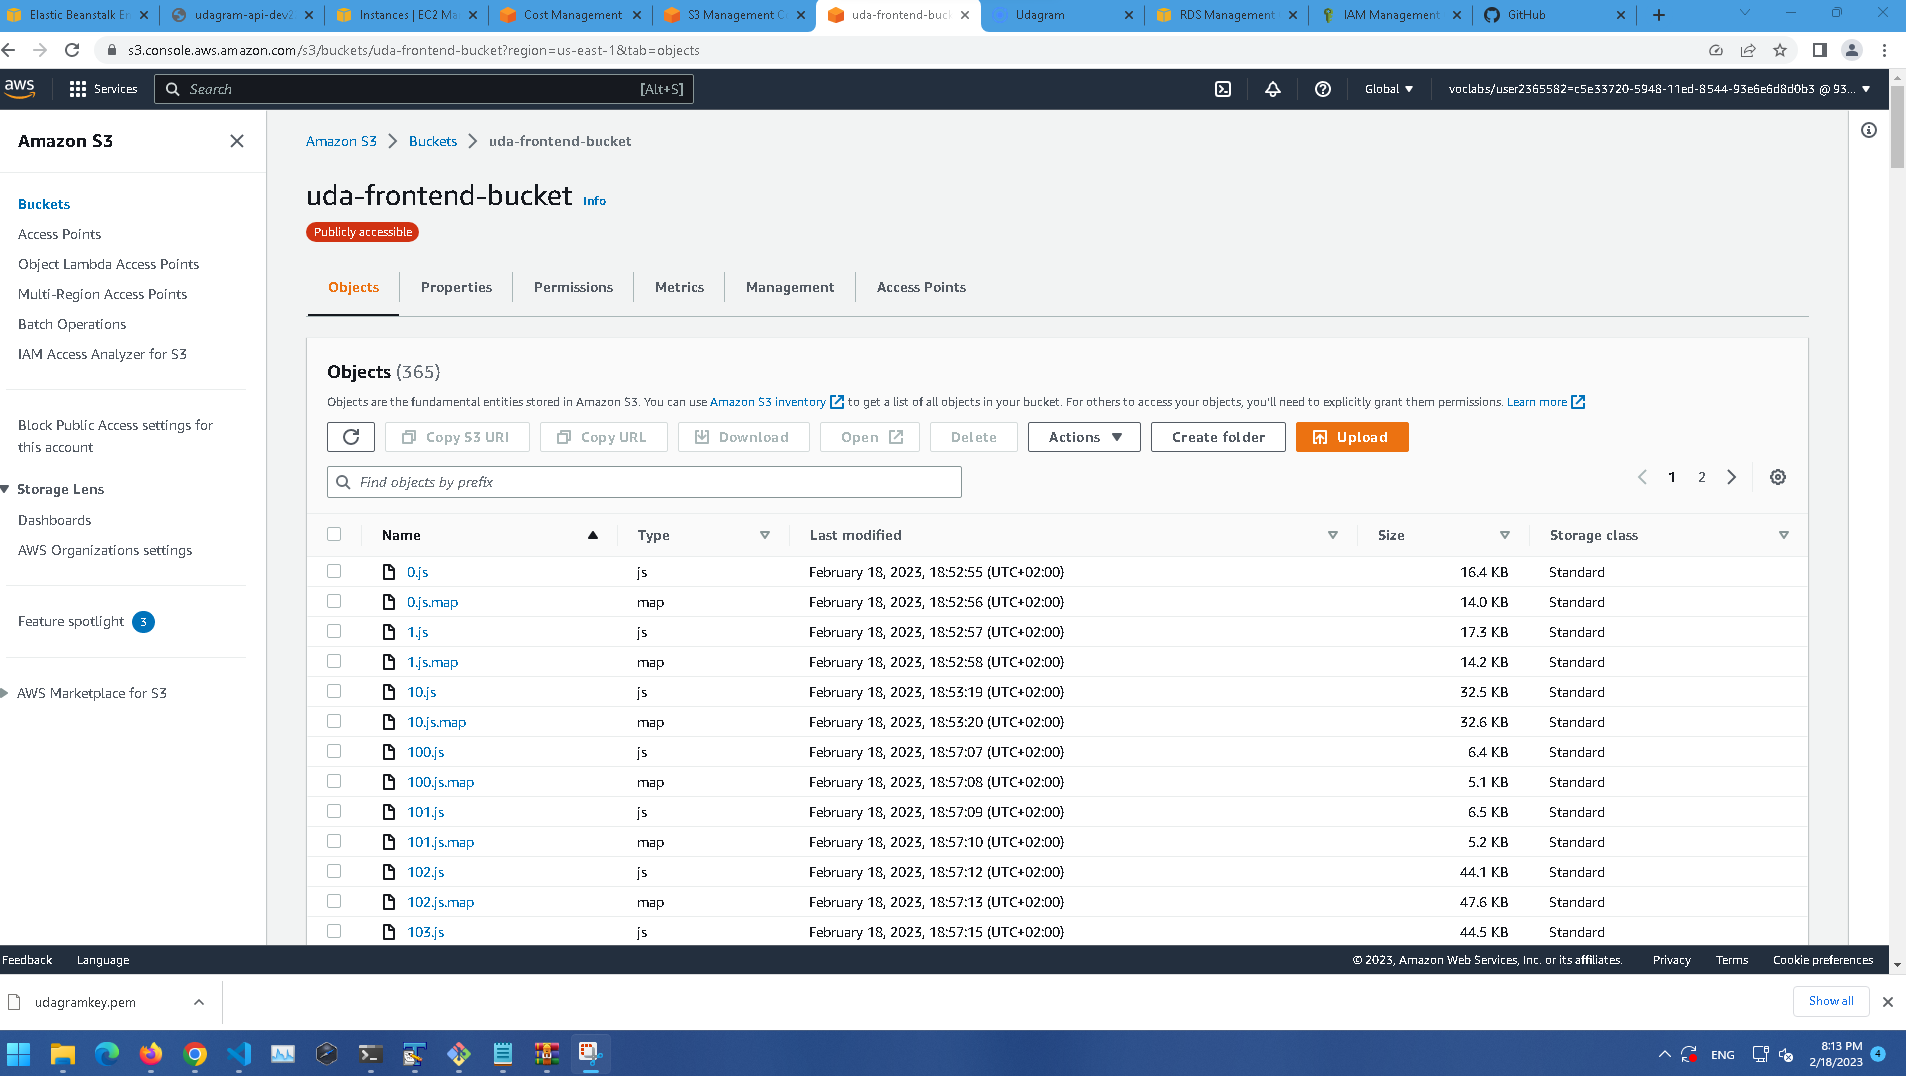 Elastic Beanstalk En
udagram-api-dev2
Instances | EC2 Ma
Cost Management
S3 Management C
uda-frontend-buck
Udagram
RDS Management
IAM Management
GitHub
s3.console.aws.amazon.com/s3/buckets/uda-frontend-bucket?region=us-east-1&tab=objects
aws
Services
Search
[Alt+S]
Global
voclabs/user2365582=c5e33720-5948-11ed-8544-93e6e6d8d0b3 @ 93...
Amazon S3
Buckets
Access Points
Object Lambda Access Points
Multi-Region Access Points
Batch Operations
IAM Access Analyzer for S3
Block Public Access settings for
this account
Storage Lens
Dashboards
AWS Organizations settings
Feature spotlight 3
AWS Marketplace for S3
Amazon S3 > Buckets > uda-frontend-bucket
uda-frontend-bucket Info
Publicly accessible
Objects
Properties
Permissions
Metrics
Management
Access Points
Objects (365)
Objects are the fundamental entities stored in Amazon S3. You can use Amazon S3 inventory to get a list of all objects in your bucket. For others to access your objects, you'll need to explicitly grant them permissions. Learn more
Copy S3 URI
Copy URL
Download
Open
Delete
Actions
Create folder
Upload
Find objects by prefix
1 2
Name Type Last modified Size Storage class
0.js js February 18, 2023, 18:52:55 (UTC+02:00) 16.4 KB Standard
0.js.map map February 18, 2023, 18:52:56 (UTC+02:00) 14.0 KB Standard
1.js js February 18, 2023, 18:52:57 (UTC+02:00) 17.3 KB Standard
1.js.map map February 18, 2023, 18:52:58 (UTC+02:00) 14.2 KB Standard
10.js js February 18, 2023, 18:53:19 (UTC+02:00) 32.5 KB Standard
10.js.map map February 18, 2023, 18:53:20 (UTC+02:00) 32.6 KB Standard
100.js js February 18, 2023, 18:57:07 (UTC+02:00) 6.4 KB Standard
100.js.map map February 18, 2023, 18:57:08 (UTC+02:00) 5.1 KB Standard
101.js js February 18, 2023, 18:57:09 (UTC+02:00) 6.5 KB Standard
101.js.map map February 18, 2023, 18:57:10 (UTC+02:00) 5.2 KB Standard
102.js js February 18, 2023, 18:57:12 (UTC+02:00) 44.1 KB Standard
102.js.map map February 18, 2023, 18:57:13 (UTC+02:00) 47.6 KB Standard
103.js js February 18, 2023, 18:57:15 (UTC+02:00) 44.5 KB Standard
Feedback Language
© 2023, Amazon Web Services, Inc. or its affiliates. Privacy Terms Cookie preferences
udagramkey.pem
Show all
ENG
8:13 PM
2/18/2023
4